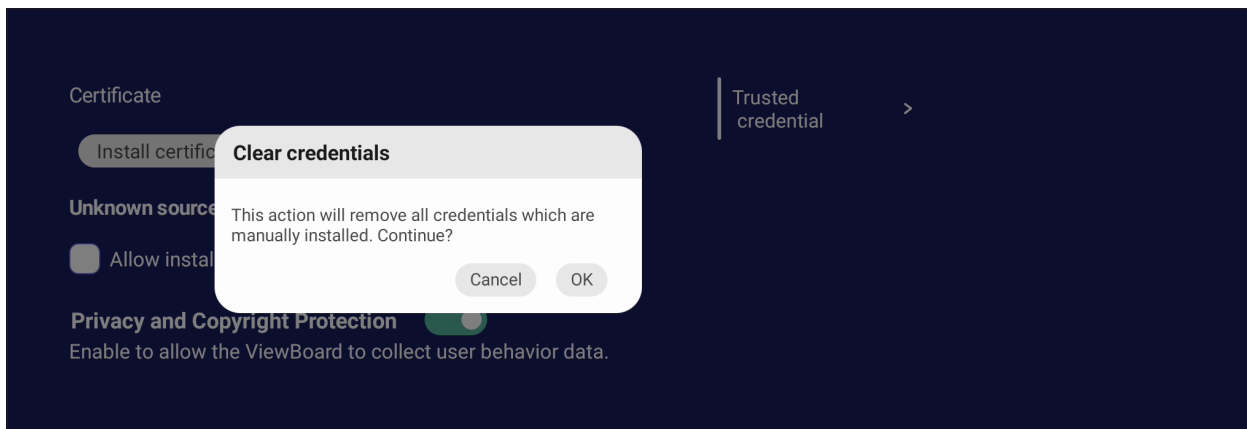 Certificate
Trusted
credential
>
Install certific
Clear credentials
Unknown source
This action will remove all credentials which are
manually installed. Continue?
Allow instal
Cancel
OK
Privacy and Copyright Protection
Enable to allow the ViewBoard to collect user behavior data.